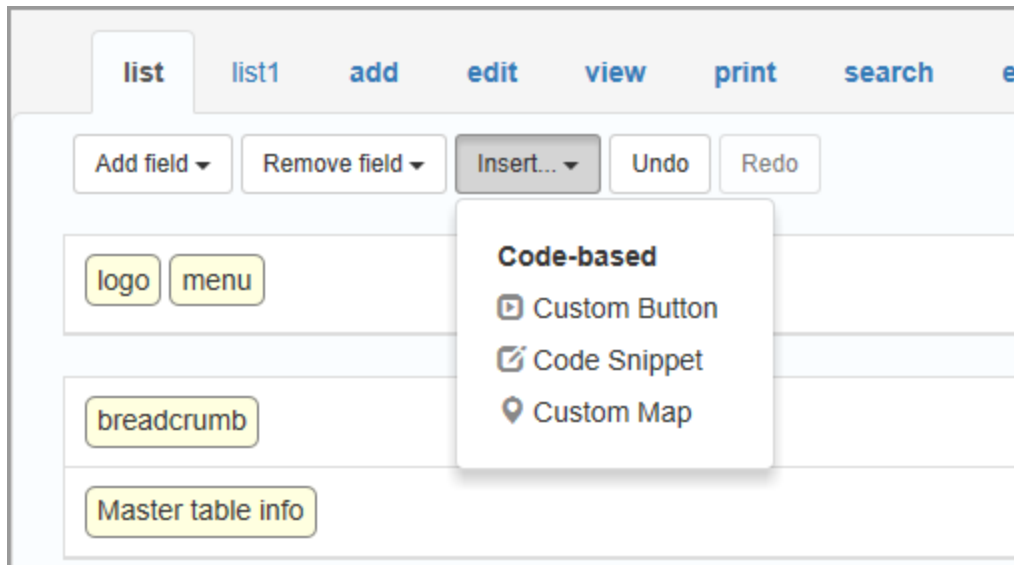 list list1 add edit view print search e
Add field Remove field Insert... Undo Redo
Code-based
logo menu
Custom Button
Code Snippet
Custom Map
breadcrumb
Master table info